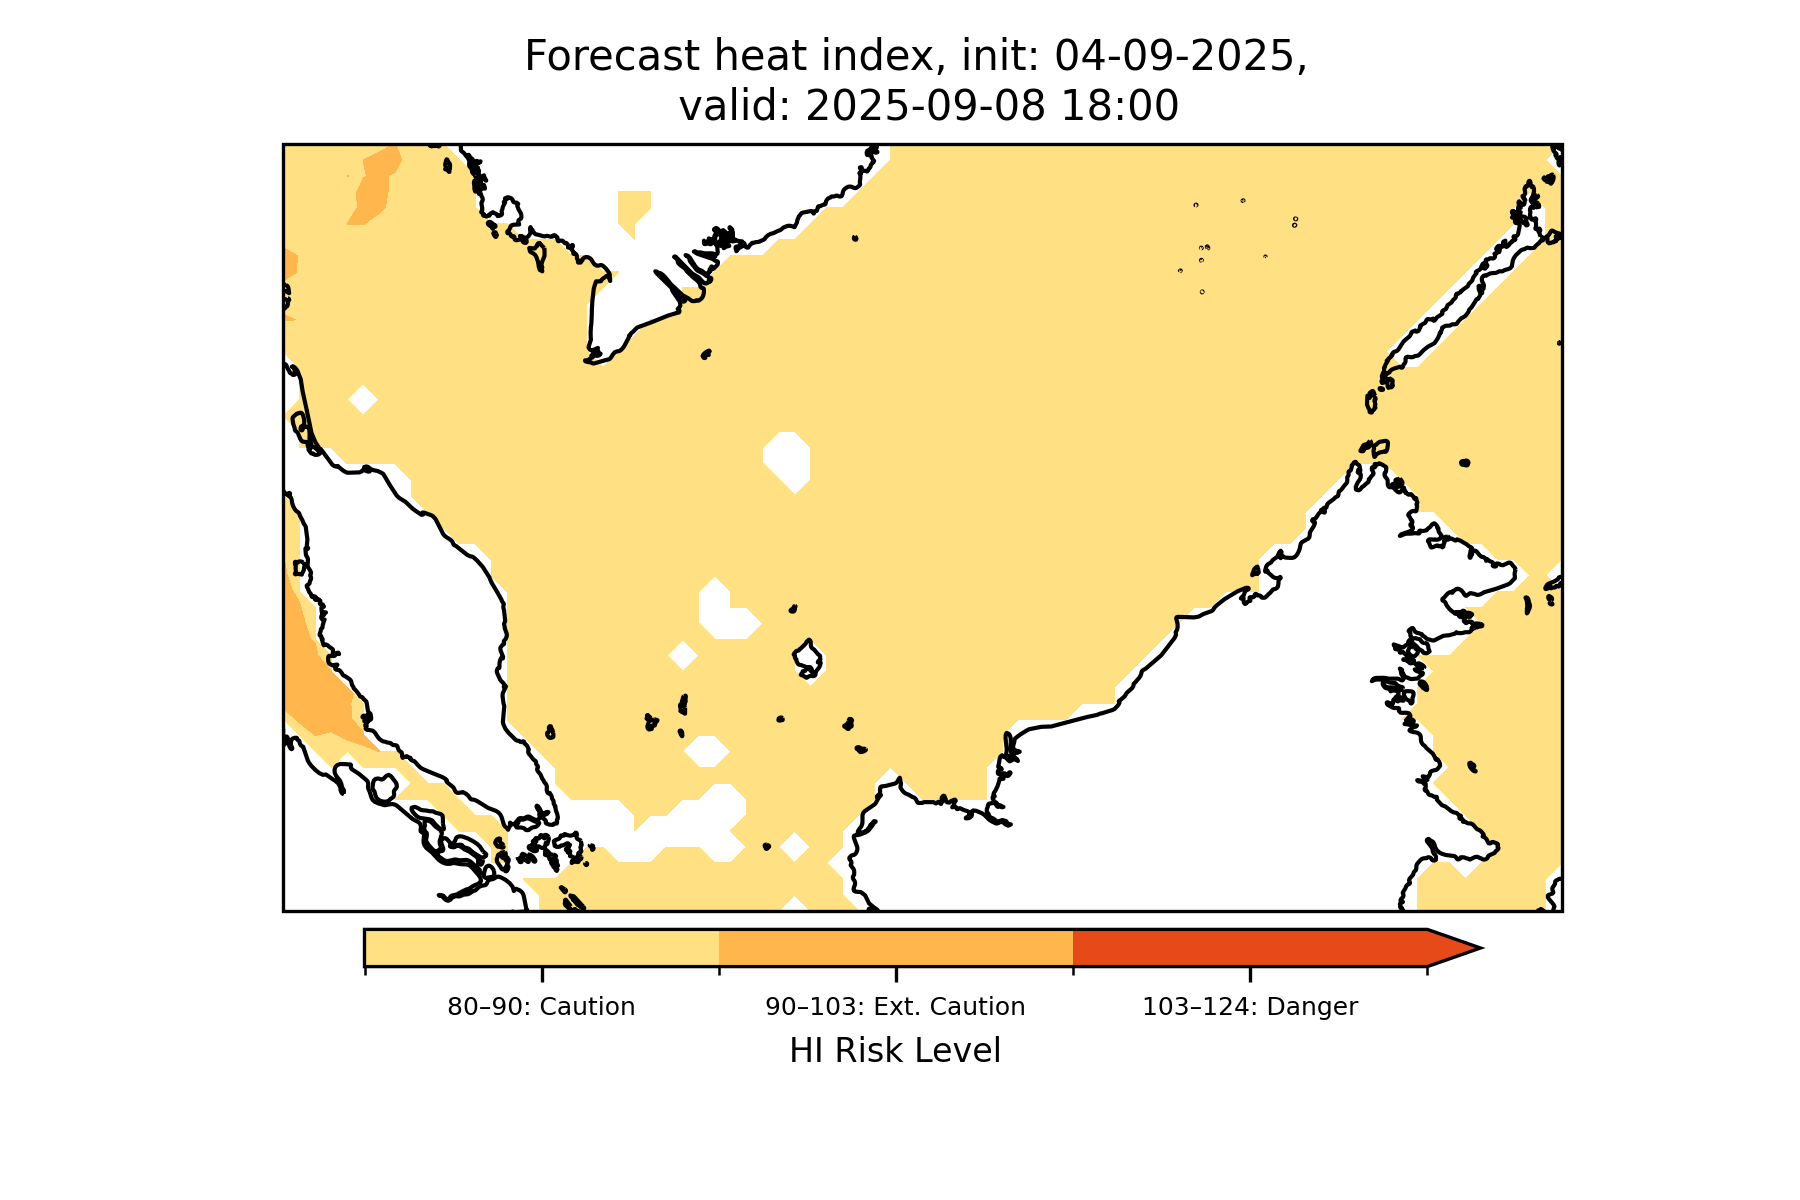 Forecast heat index, init: 04-09-2025,
valid: 2025-09-08 18:00
80–90: Caution
90–103: Ext. Caution
103–124: Danger
HI Risk Level